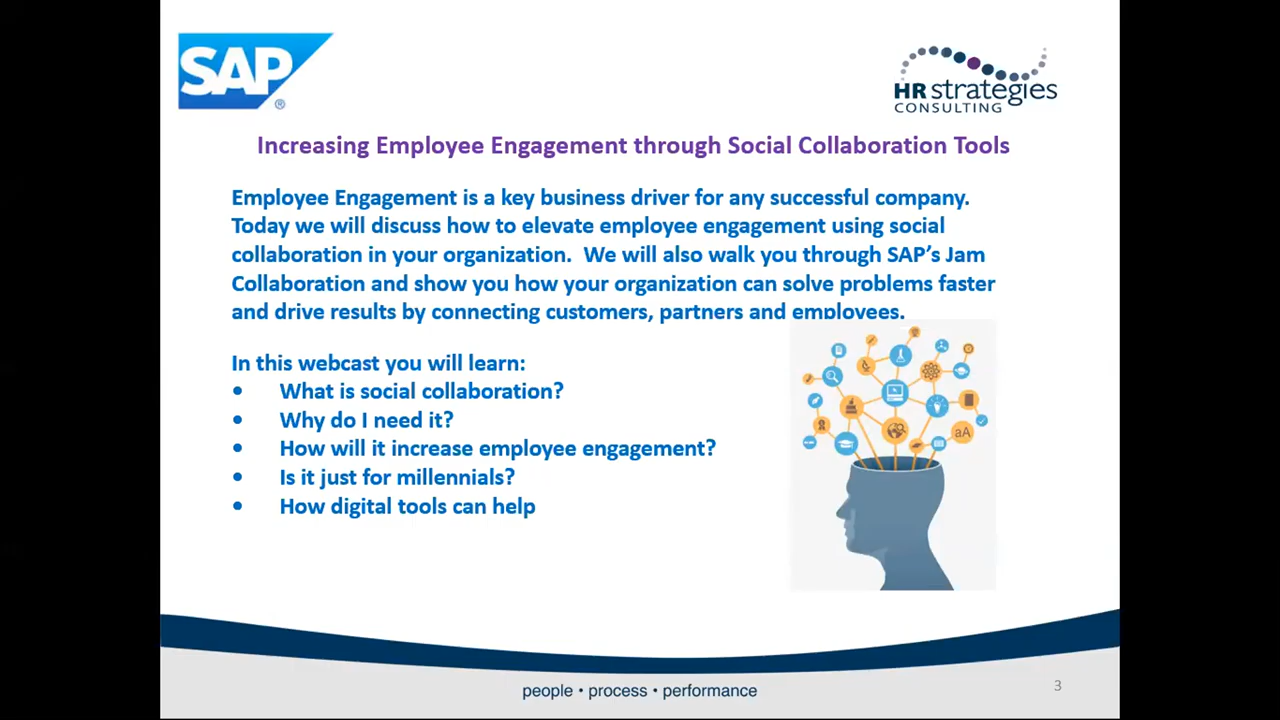 SAP®
HR strategies
CONSULTING
Increasing Employee Engagement through Social Collaboration Tools
Employee Engagement is a key business driver for any successful company.
Today we will discuss how to elevate employee engagement using social
collaboration in your organization.  We will also walk you through SAP’s Jam
Collaboration and show you how your organization can solve problems faster
and drive results by connecting customers, partners and employees.
In this webcast you will learn:
• What is social collaboration?
• Why do I need it?
• How will it increase employee engagement?
• Is it just for millennials?
• How digital tools can help
aA
people • process • performance
3